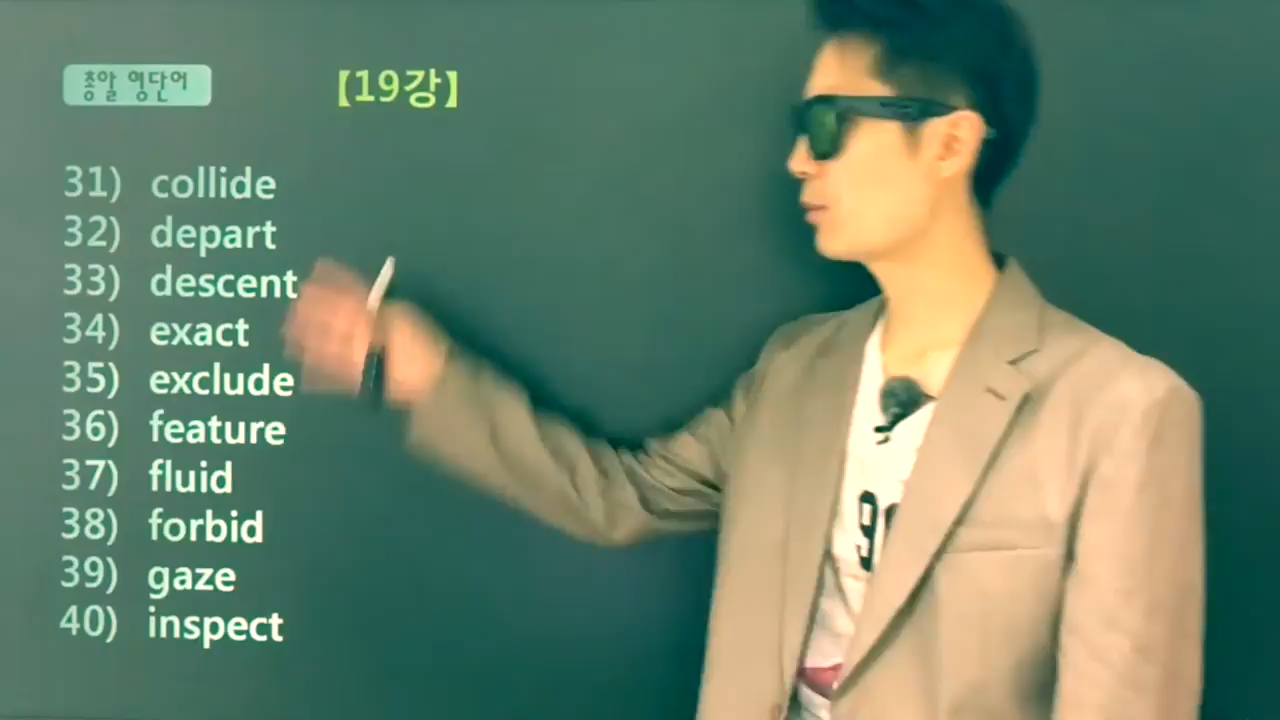 총알 영단어
【19강】
31) collide
32) depart
33) descent
34) exact
35) exclude
36) feature
37) fluid
38) forbid
39) gaze
40) inspect